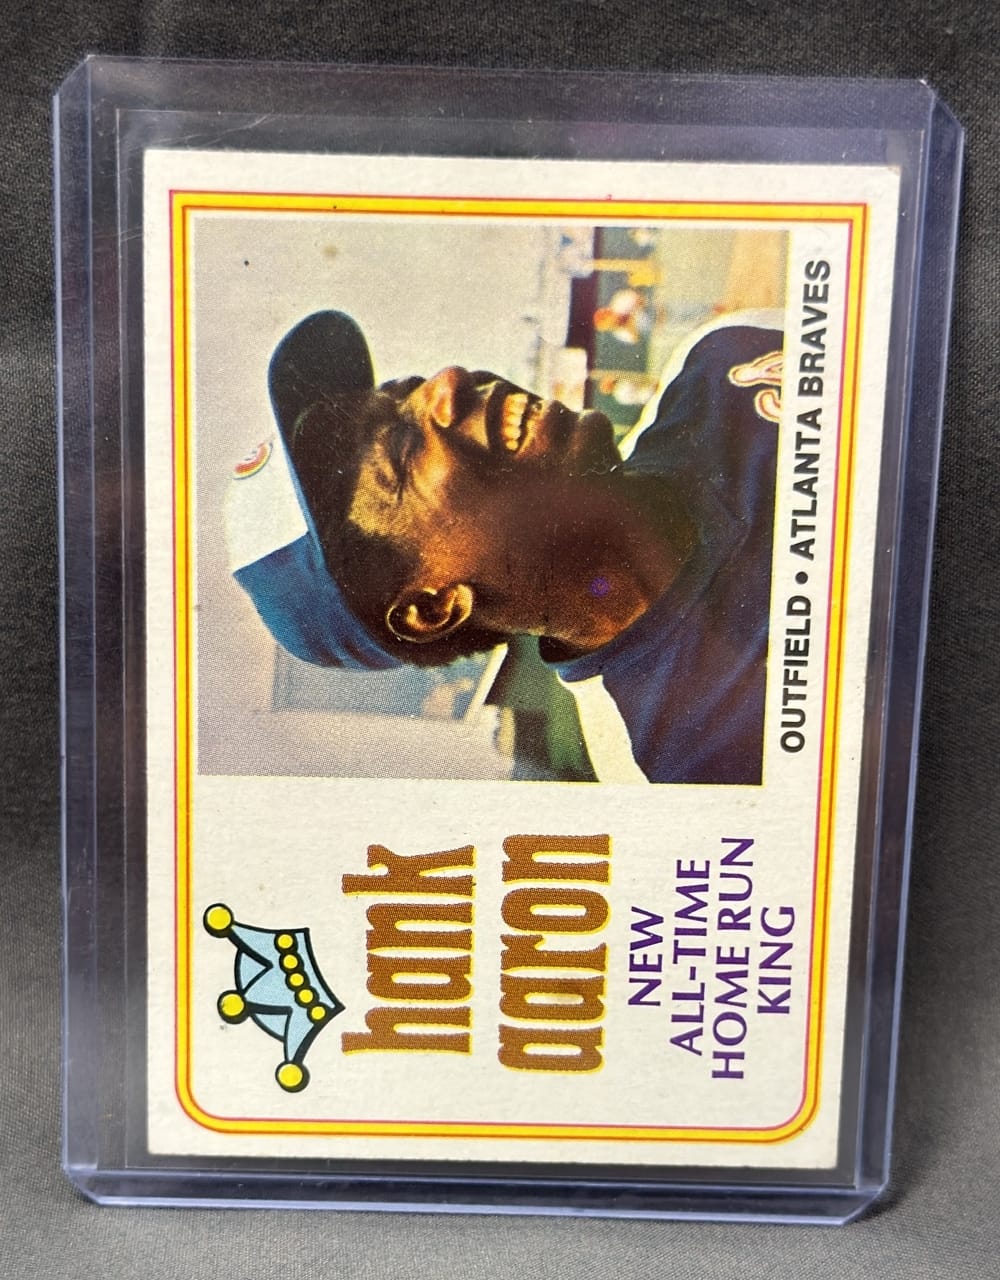 hank
aaron
NEW
ALL-TIME
HOME RUN
KING
OUTFIELD • ATLANTA BRAVES